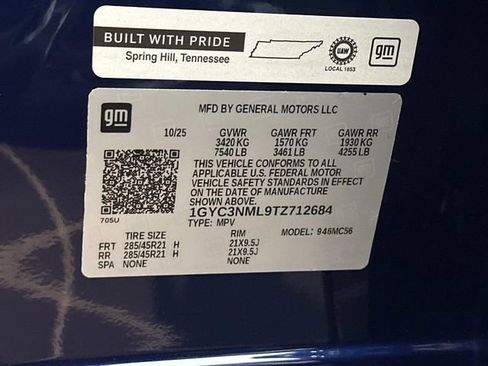 BUILT WITH PRIDE
Spring Hill, Tennessee
UAW
LOCAL 1853
gm
gm
MFD BY GENERAL MOTORS LLC
10/25 GVWR GAWR FRT GAWR RR
3420 KG 1570 KG 1930 KG
7540 LB 3461 LB 4255 LB
THIS VEHICLE CONFORMS TO ALL
APPLICABLE U.S. FEDERAL MOTOR
VEHICLE SAFETY STANDARDS IN EFFECT
ON THE DATE OF MANUFACTURE
SHOWN ABOVE.
705U
1GYC3NML9TZ712684
TYPE: MPV MODEL: 946MC56
TIRE SIZE RIM
FRT 285/45R21 H 21X9.5J
RR 285/45R21 H 21X9.5J
SPA NONE NONE